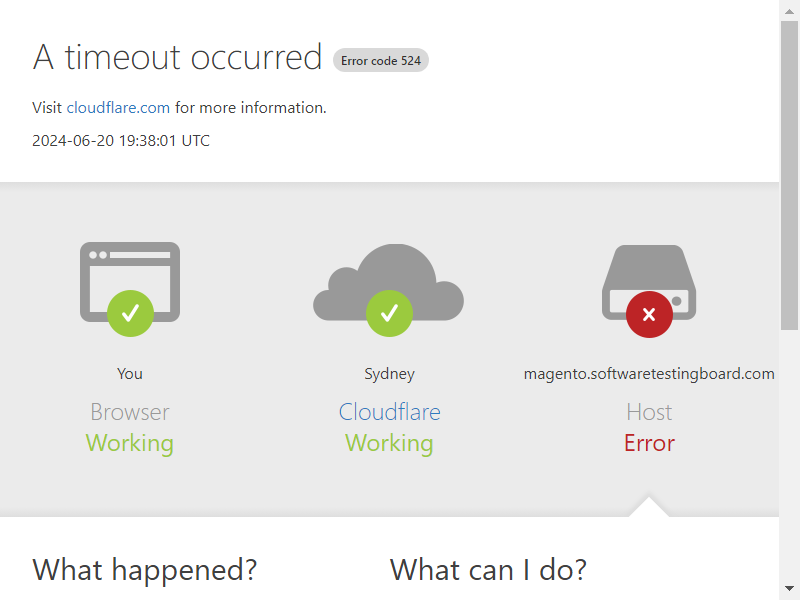 A timeout occurred Error code 524
Visit cloudflare.com for more information.
2024-06-20 19:38:01 UTC
You
Browser
Working
Sydney
Cloudflare
Working
magento.softwaretestingboard.com
Host
Error
What happened?
What can I do?